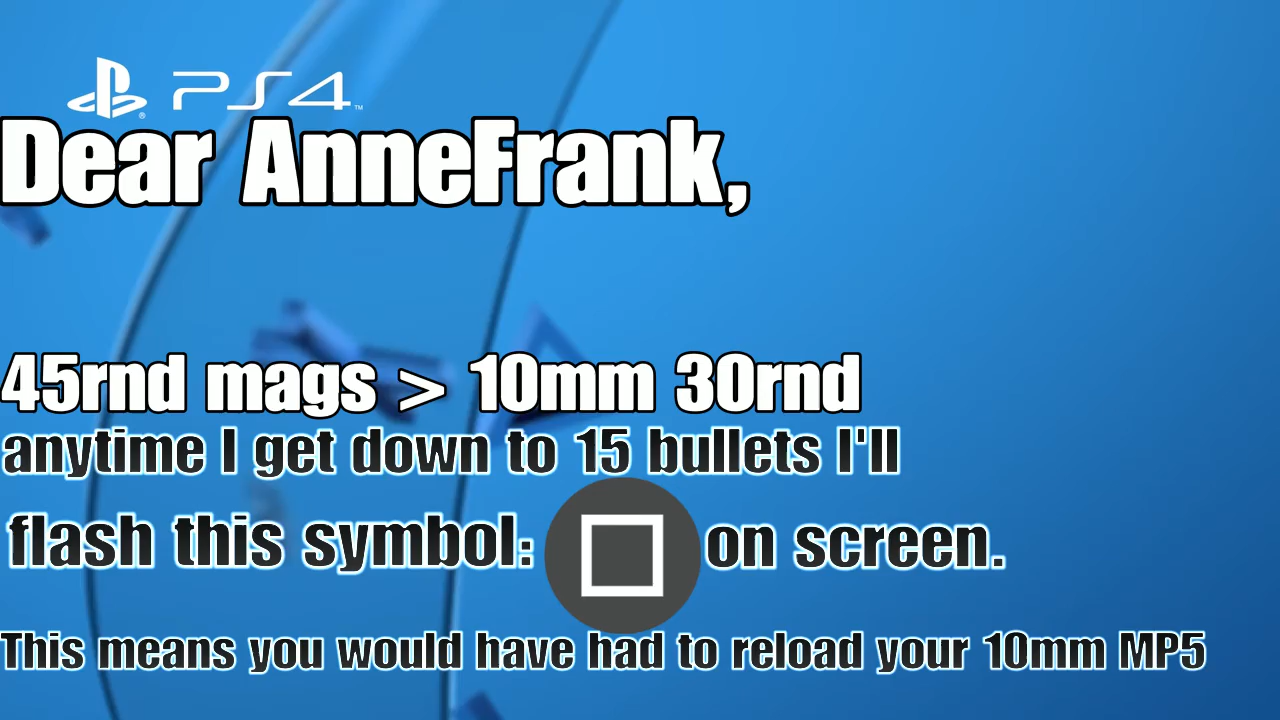 PS4™
Dear AnneFrank,
45rnd mags > 10mm 30rnd
anytime I get down to 15 bullets I'll
flash this symbol: on screen.
This means you would have had to reload your 10mm MP5